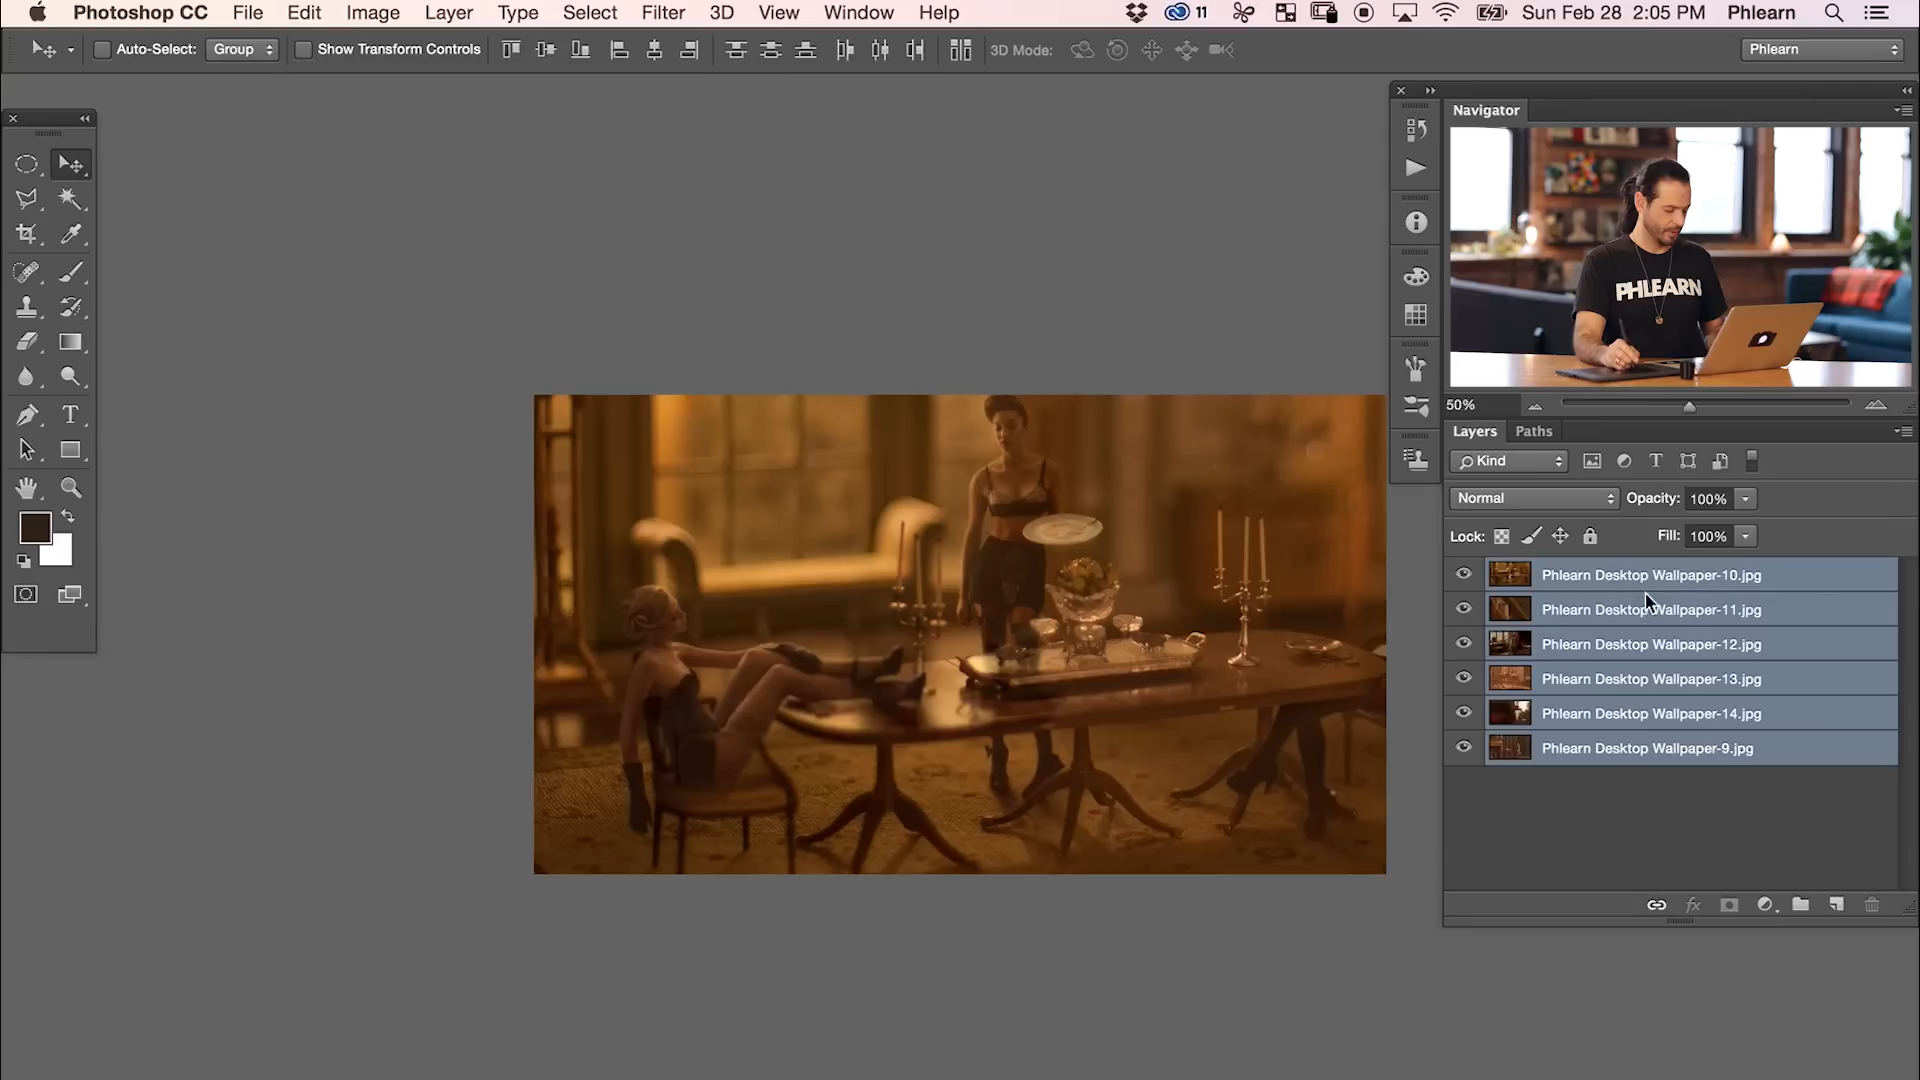 Photoshop CC File Edit Image Layer Type Select Filter 3D View Window Help 11 Sun Feb 28 2:05 PM Phlearn
Auto-Select: Group Show Transform Controls 3D Mode: Phlearn
Navigator
PHLEARN
50%
Layers Paths
Kind
Normal Opacity: 100%
Lock: Fill: 100%
Phlearn Desktop Wallpaper-10.jpg
Phlearn Desktop Wallpaper-11.jpg
Phlearn Desktop Wallpaper-12.jpg
Phlearn Desktop Wallpaper-13.jpg
Phlearn Desktop Wallpaper-14.jpg
Phlearn Desktop Wallpaper-9.jpg